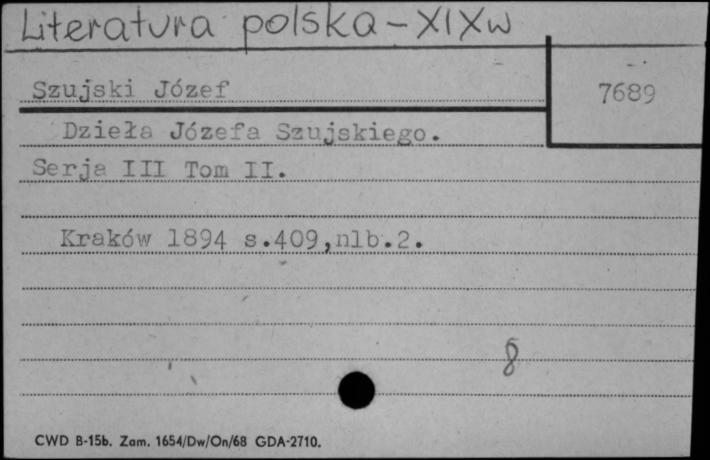 Literatura polska - XIX w
Szujski Józef
7689
Dzieła Józefa Szujskiego.
Serja III Tom II.
Kraków 1894 s.409,nlb.2.
8
CWD B-15b. Zam. 1654/Dw/On/68 GDA-2710.